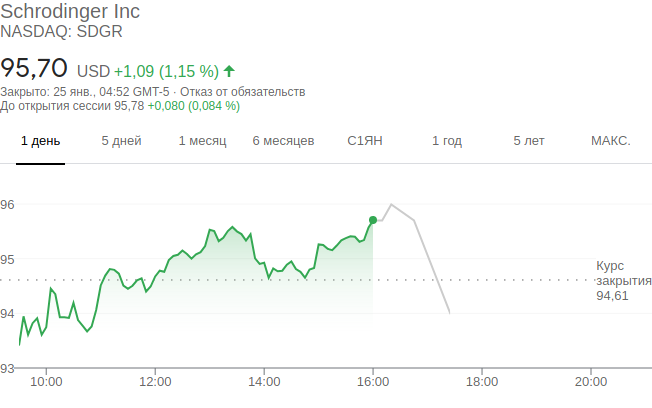 Schrodinger Inc
NASDAQ: SDGR
95,70 USD +1,09 (1,15 %)
Закрыто: 25 янв., 04:52 GMT-5 · Отказ от обязательств
До открытия сессии 95,78 +0,080 (0,084 %)
1 день 5 дней 1 месяц 6 месяцев С1ЯН 1 год 5 лет МАКС.
96
95
Курс
закрытия
94,61
94
93
10:00 12:00 14:00 16:00 18:00 20:00